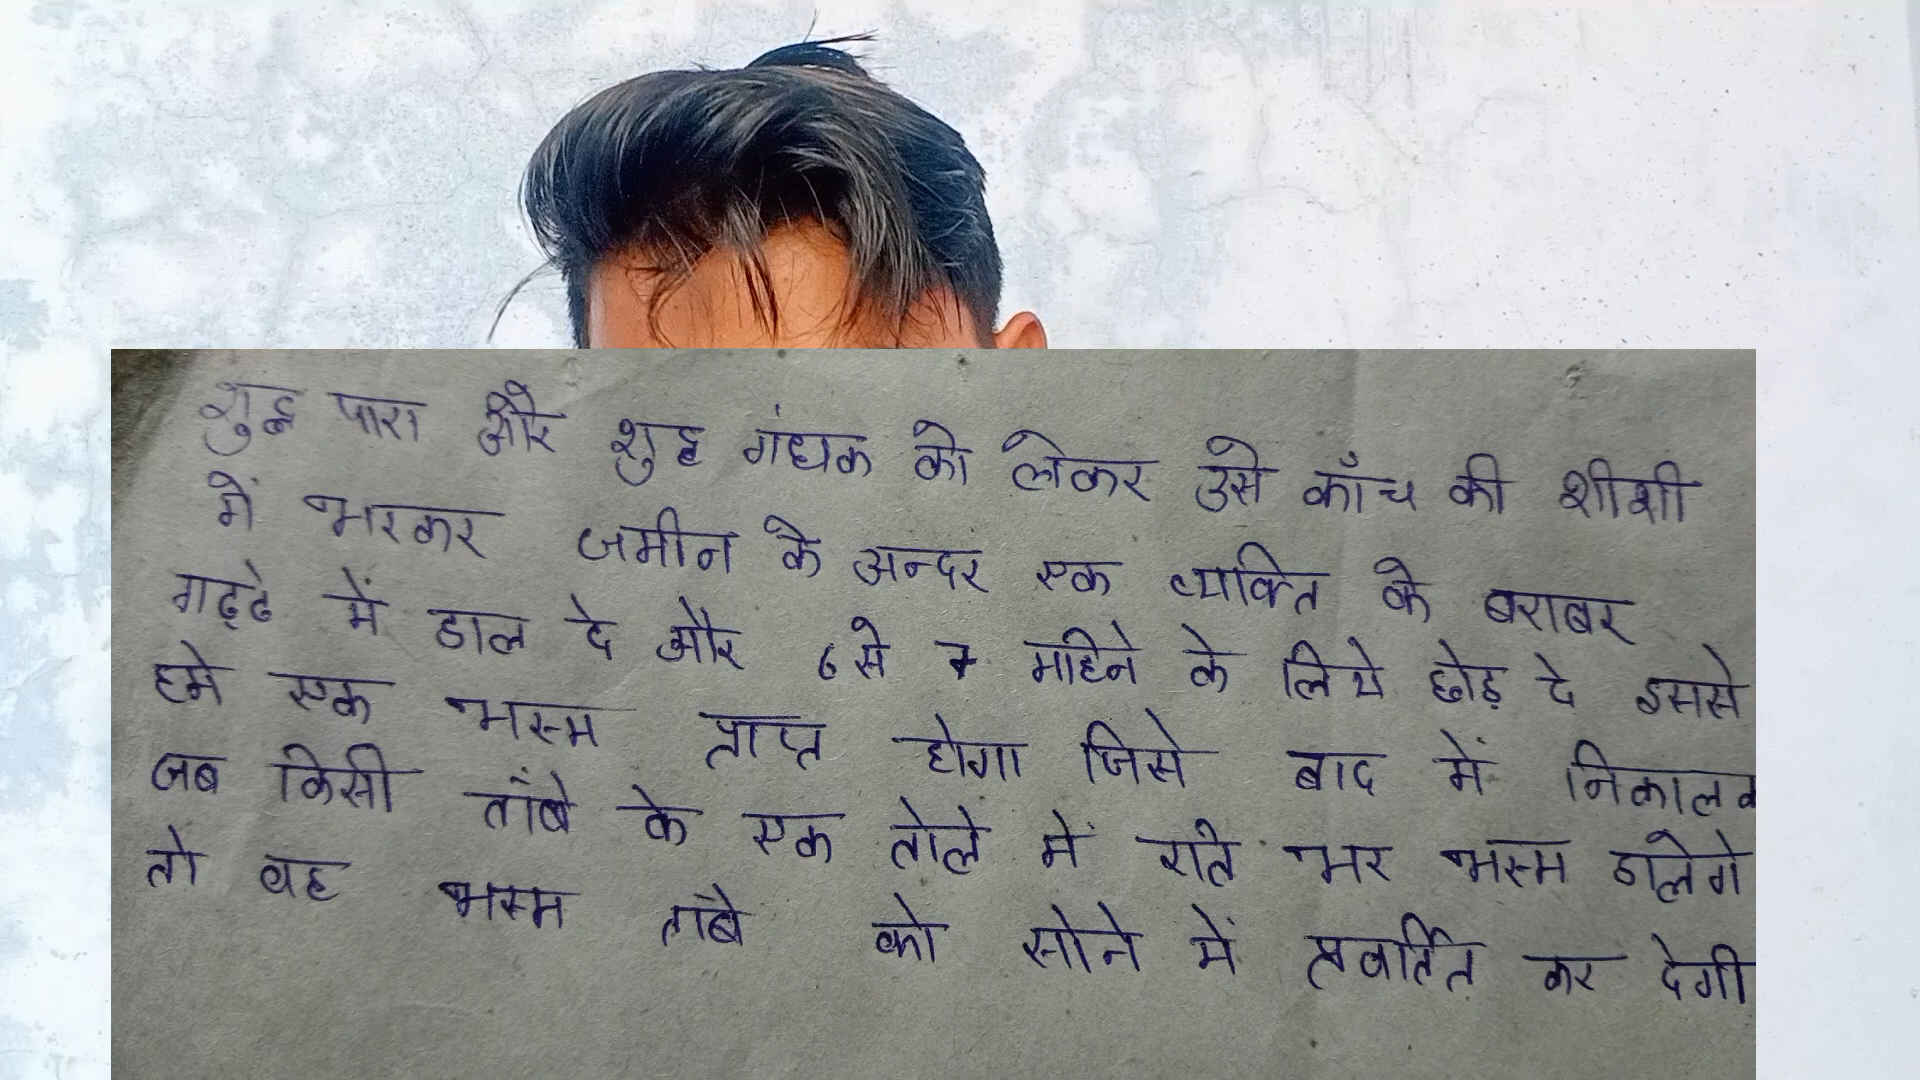 शुद्ध पारा और शुद्ध गंधक को लेकर उसे काँच की शीशी
में भरकर जमीन के अन्दर एक व्यक्ति के बराबर
गढ्ढे में डाल दे और 6 से 7 महिने के लिये छोड़ दे इससे
हमे एक भस्म प्राप्त होगा जिसे बाद में निकालक
जब किसी तांबे के एक तोले में राति भर भस्म डालेगे
तो वह भस्म तांबे को सोने में प्रवर्तित कर देगी